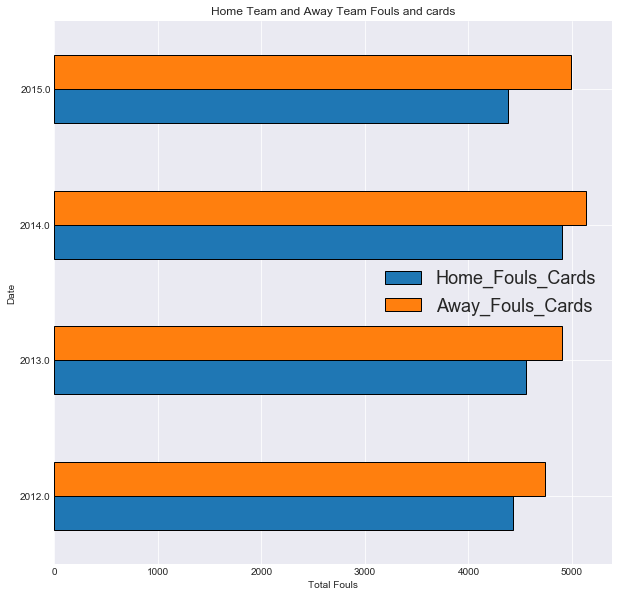 Home Team and Away Team Fouls and cards
2015.0
2014.0
Home_Fouls_Cards
Away_Fouls_Cards
Date
2013.0
2012.0
0 1000 2000 3000 4000 5000
Total Fouls